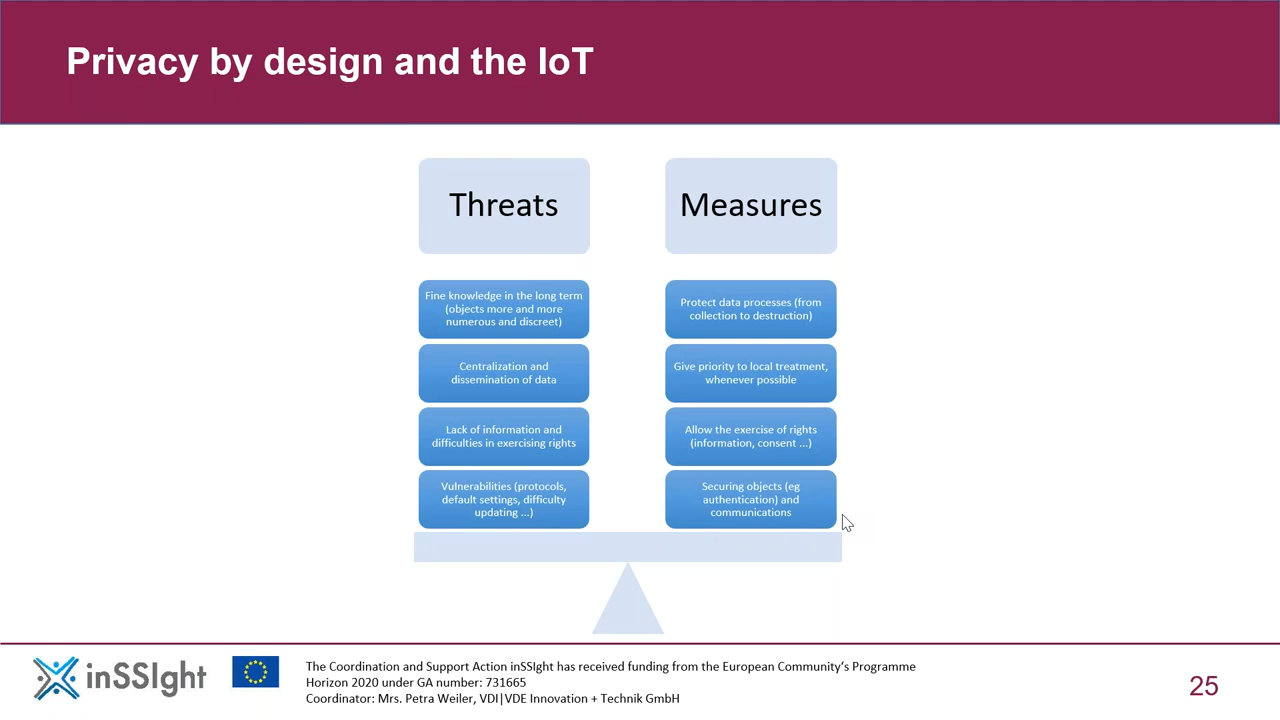 Privacy by design and the IoT
Threats
Fine knowledge in the long term
(objects more and more
numerous and discreet)
Centralization and
dissemination of data
Lack of information and
difficulties in exercising rights
Vulnerabilities (protocols,
default settings, difficulty
updating ...)
Measures
Protect data processes (from
collection to destruction)
Give priority to local treatment,
whenever possible
Allow the exercise of rights
(information, consent ...)
Securing objects (eg
authentication) and
communications
inSSIght
The Coordination and Support Action inSSIght has received funding from the European Community's Programme
Horizon 2020 under GA number: 731665
Coordinator: Mrs. Petra Weiler, VDI|VDE Innovation + Technik GmbH
25